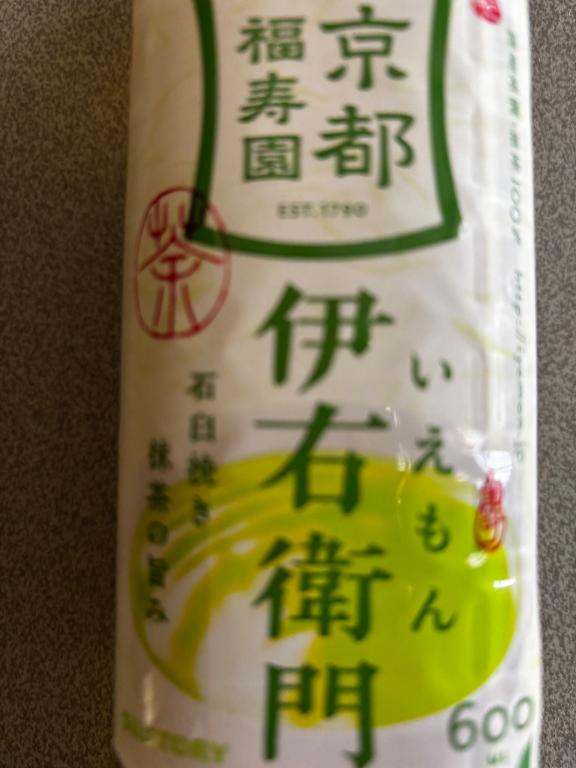 京都
福寿園
EST.1790
茶
伊右衛門
いえもん
石臼挽き
抹茶の旨み
SUNTORY
600